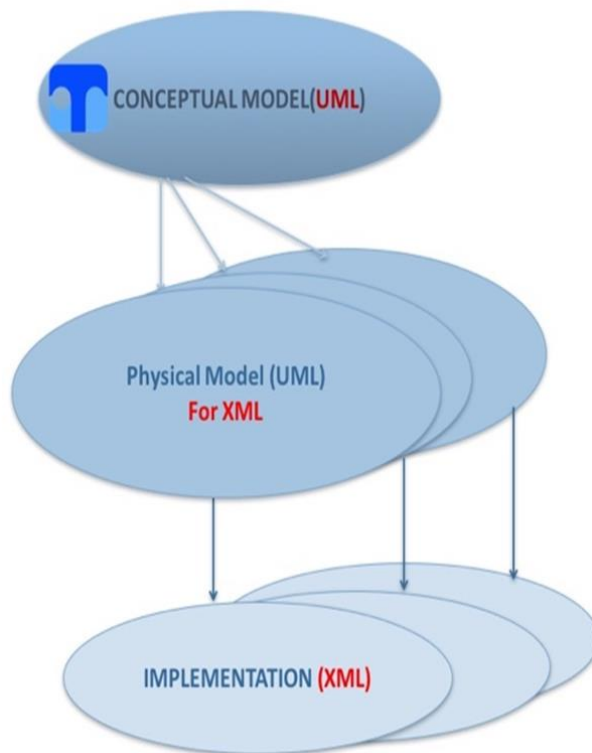 CONCEPTUAL MODEL(UML)
Physical Model (UML)
For XML
IMPLEMENTATION (XML)